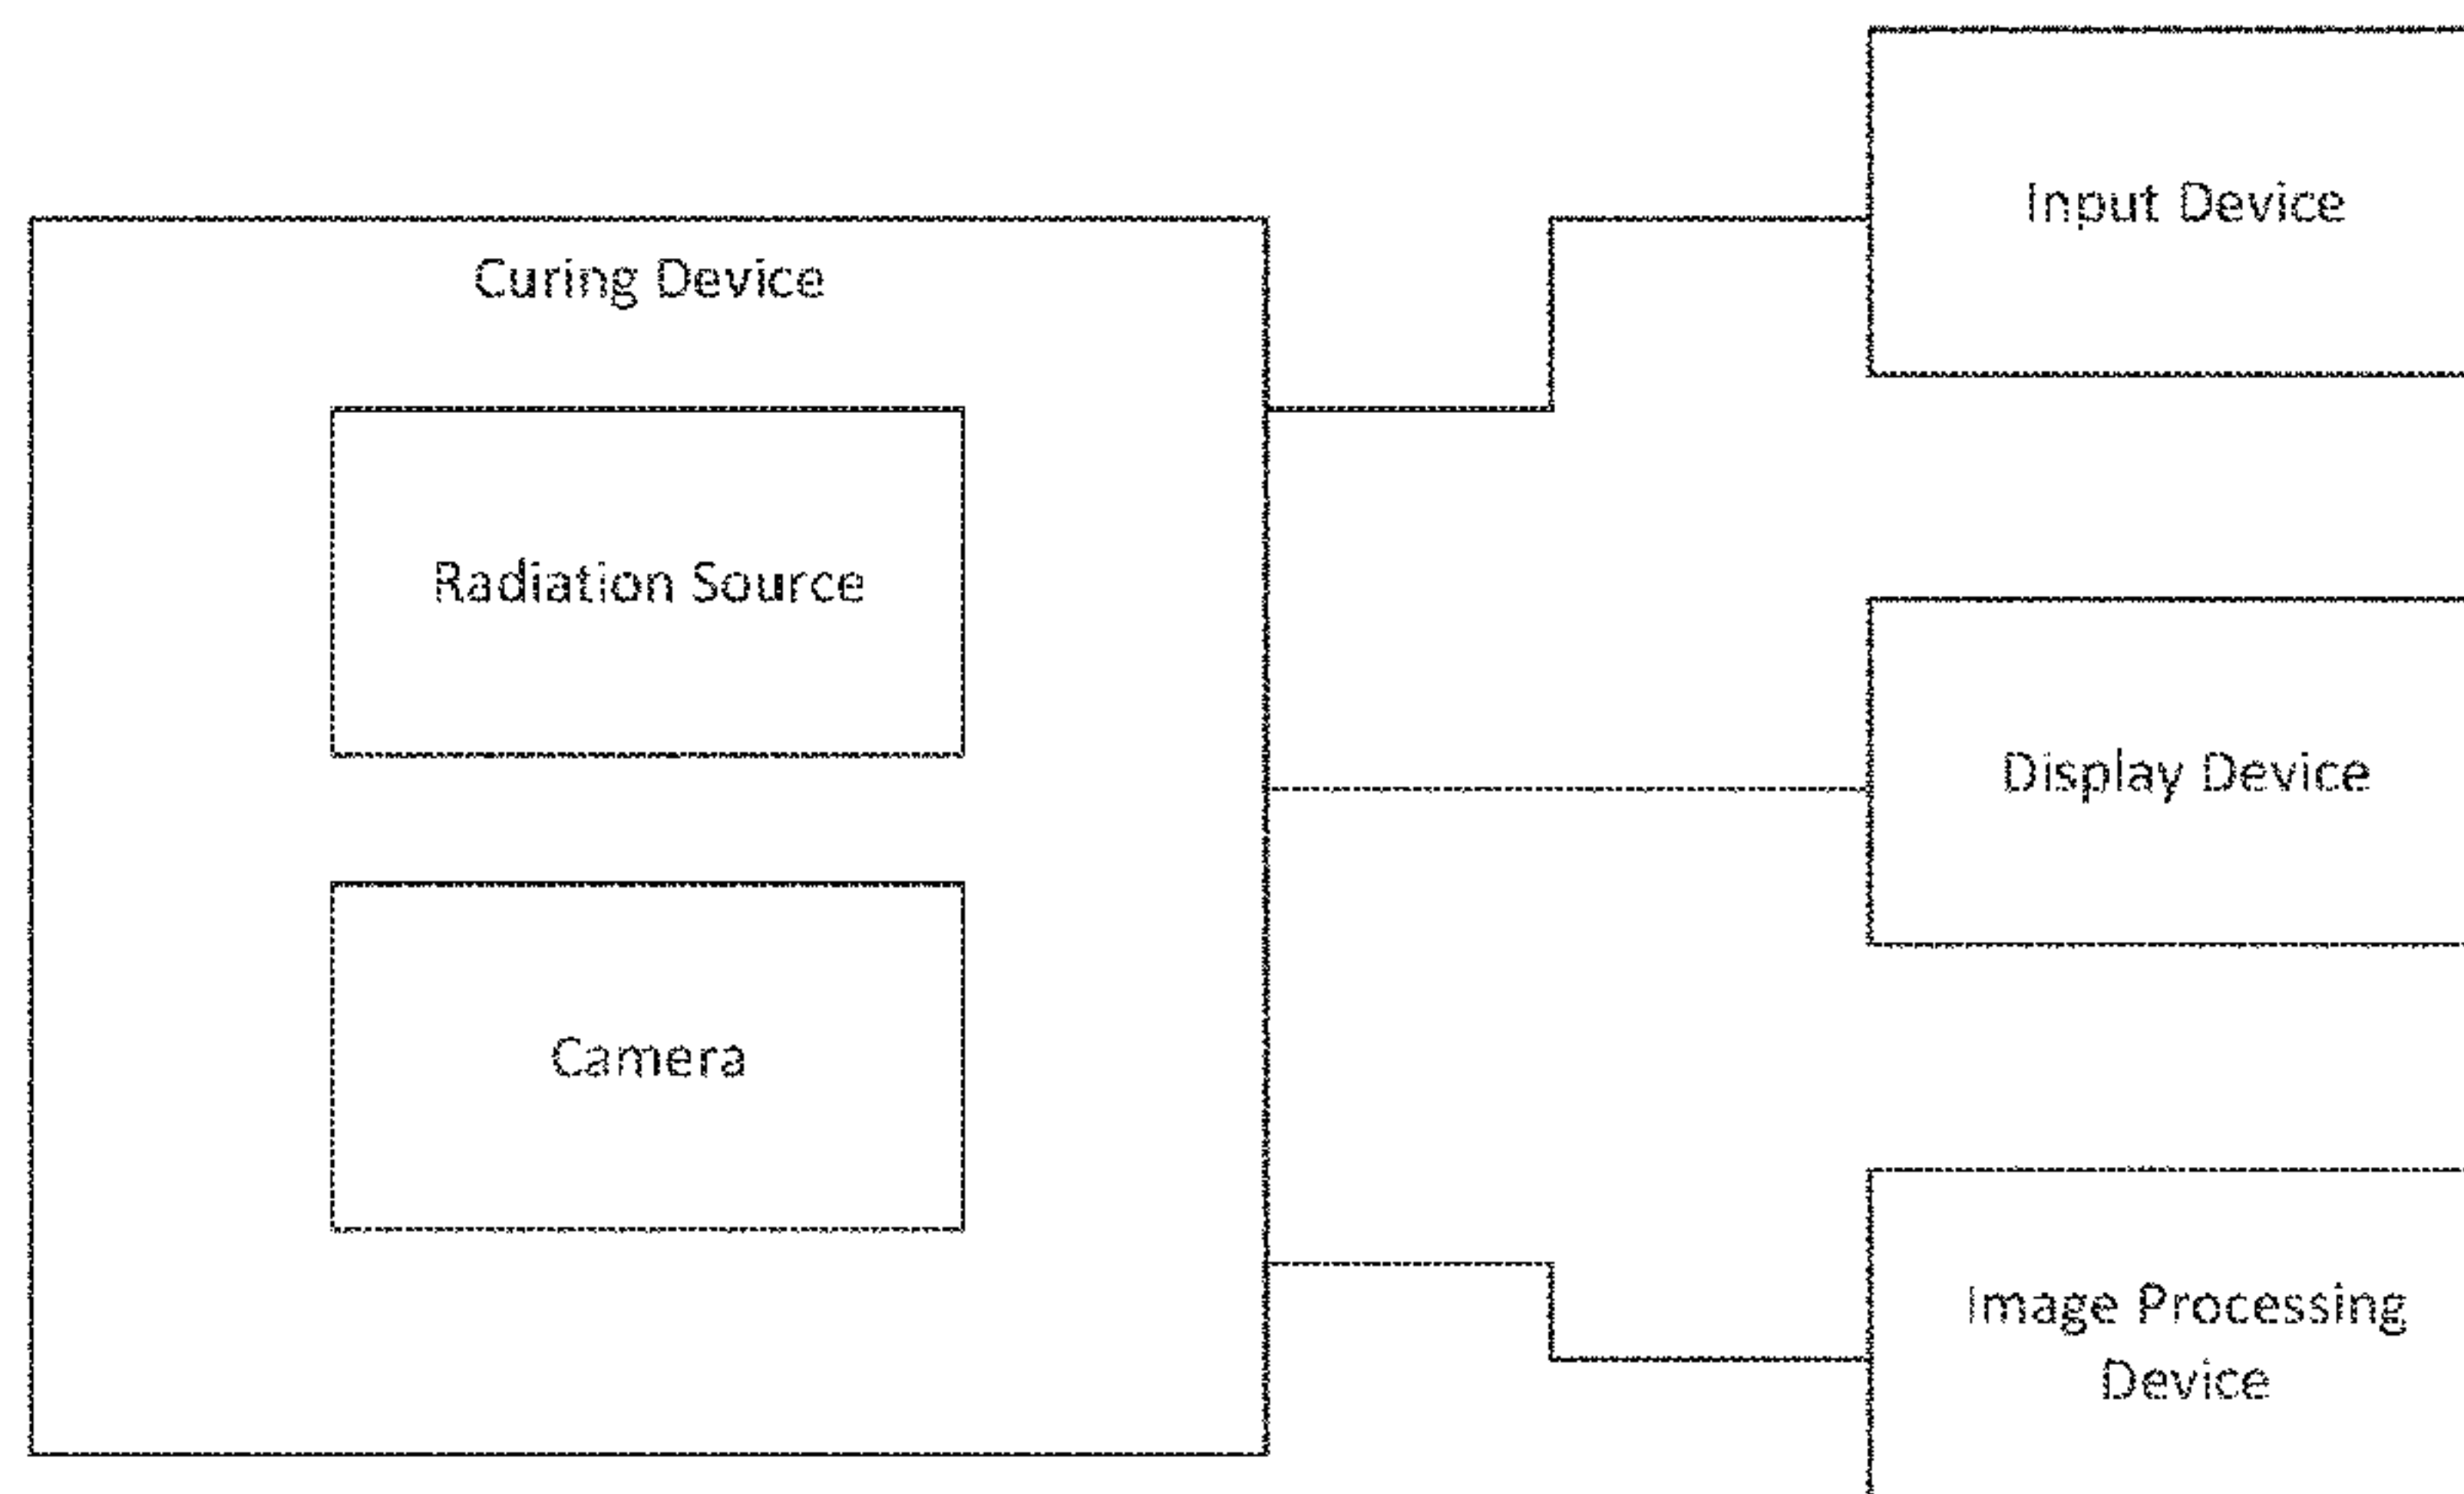 Curing Device
Radiation Source
Camera
Input Device
Display Device
Image Processing
Device